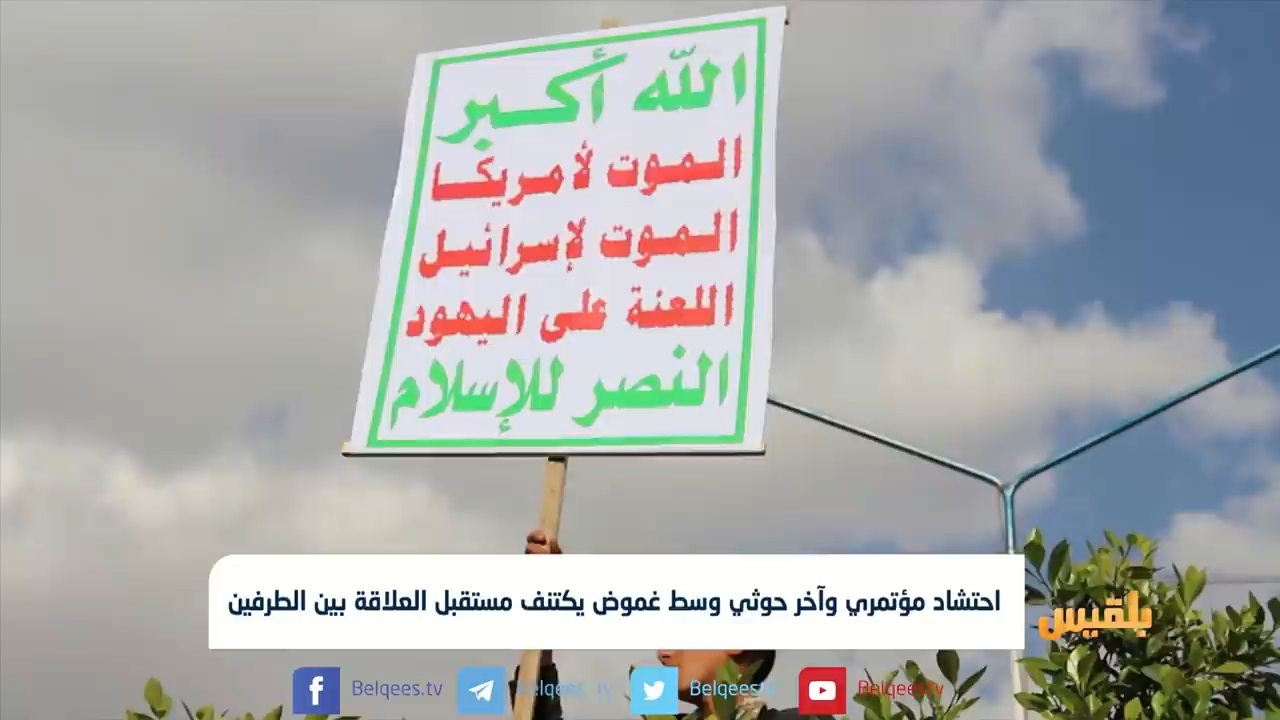 الله أكبر
الموت لأمريكا
الموت لإسرائيل
اللعنة على اليهود
النصر للإسلام
احتشاد مؤتمري وآخر حوثي وسط غموض يكتنف مستقبل العلاقة بين الطرفين
بلقيس
Belqees.tv Belqees.tv Belqeestv Belqeestv